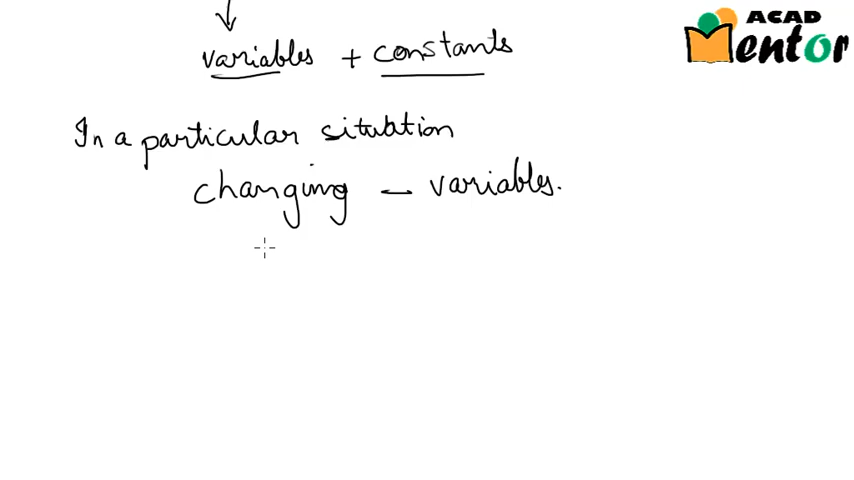 ACAD
Mentor
variables + constants
In a particular situation
changing - variables.